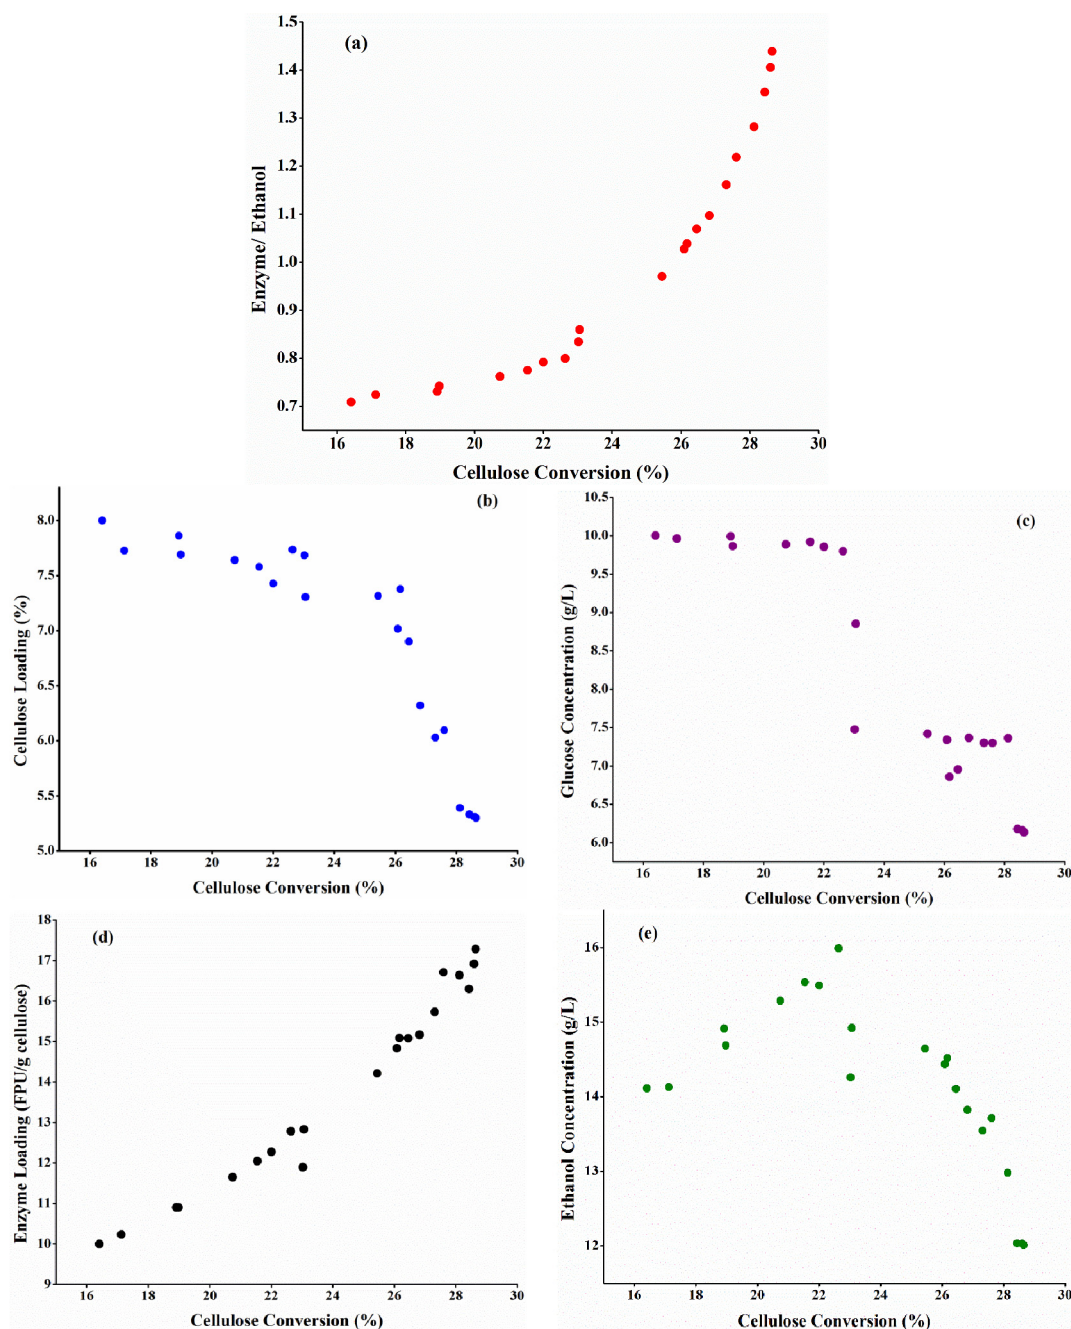 (a)
1.5
1.4
1.3
1.2
1.1
1.0
0.9
0.8
0.7
Enzyme/ Ethanol
16 18 20 22 24 26 28 30
Cellulose Conversion (%)
(b)
8.0
7.5
7.0
6.5
6.0
5.5
5.0
Cellulose Loading (%)
16 18 20 22 24 26 28 30
Cellulose Conversion (%)
(c)
10.5
10.0
9.5
9.0
8.5
8.0
7.5
7.0
6.5
6.0
Glucose Concentration (g/L)
16 18 20 22 24 26 28 30
Cellulose Conversion (%)
(d)
18
17
16
15
14
13
12
11
10
9
Enzyme Loading (FPU/g cellulose)
16 18 20 22 24 26 28 30
Cellulose Conversion (%)
(e)
16
15
14
13
12
Ethanol Concentration (g/L)
16 18 20 22 24 26 28 30
Cellulose Conversion (%)